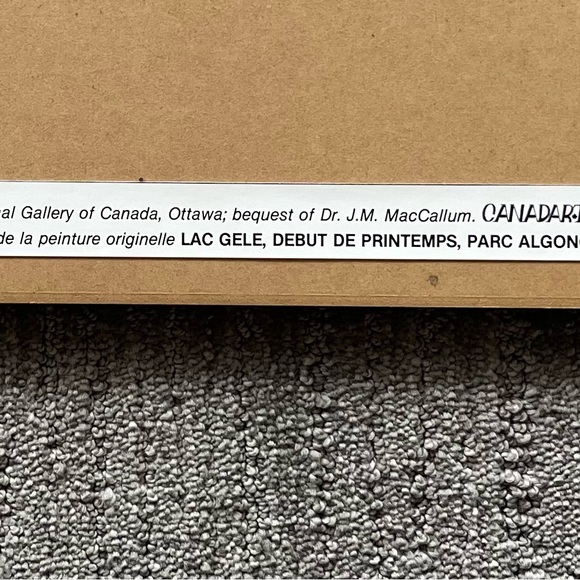 al Gallery of Canada, Ottawa; bequest of Dr. J.M. MacCallum. CANADART
de la peinture originelle LAC GELE, DEBUT DE PRINTEMPS, PARC ALGON